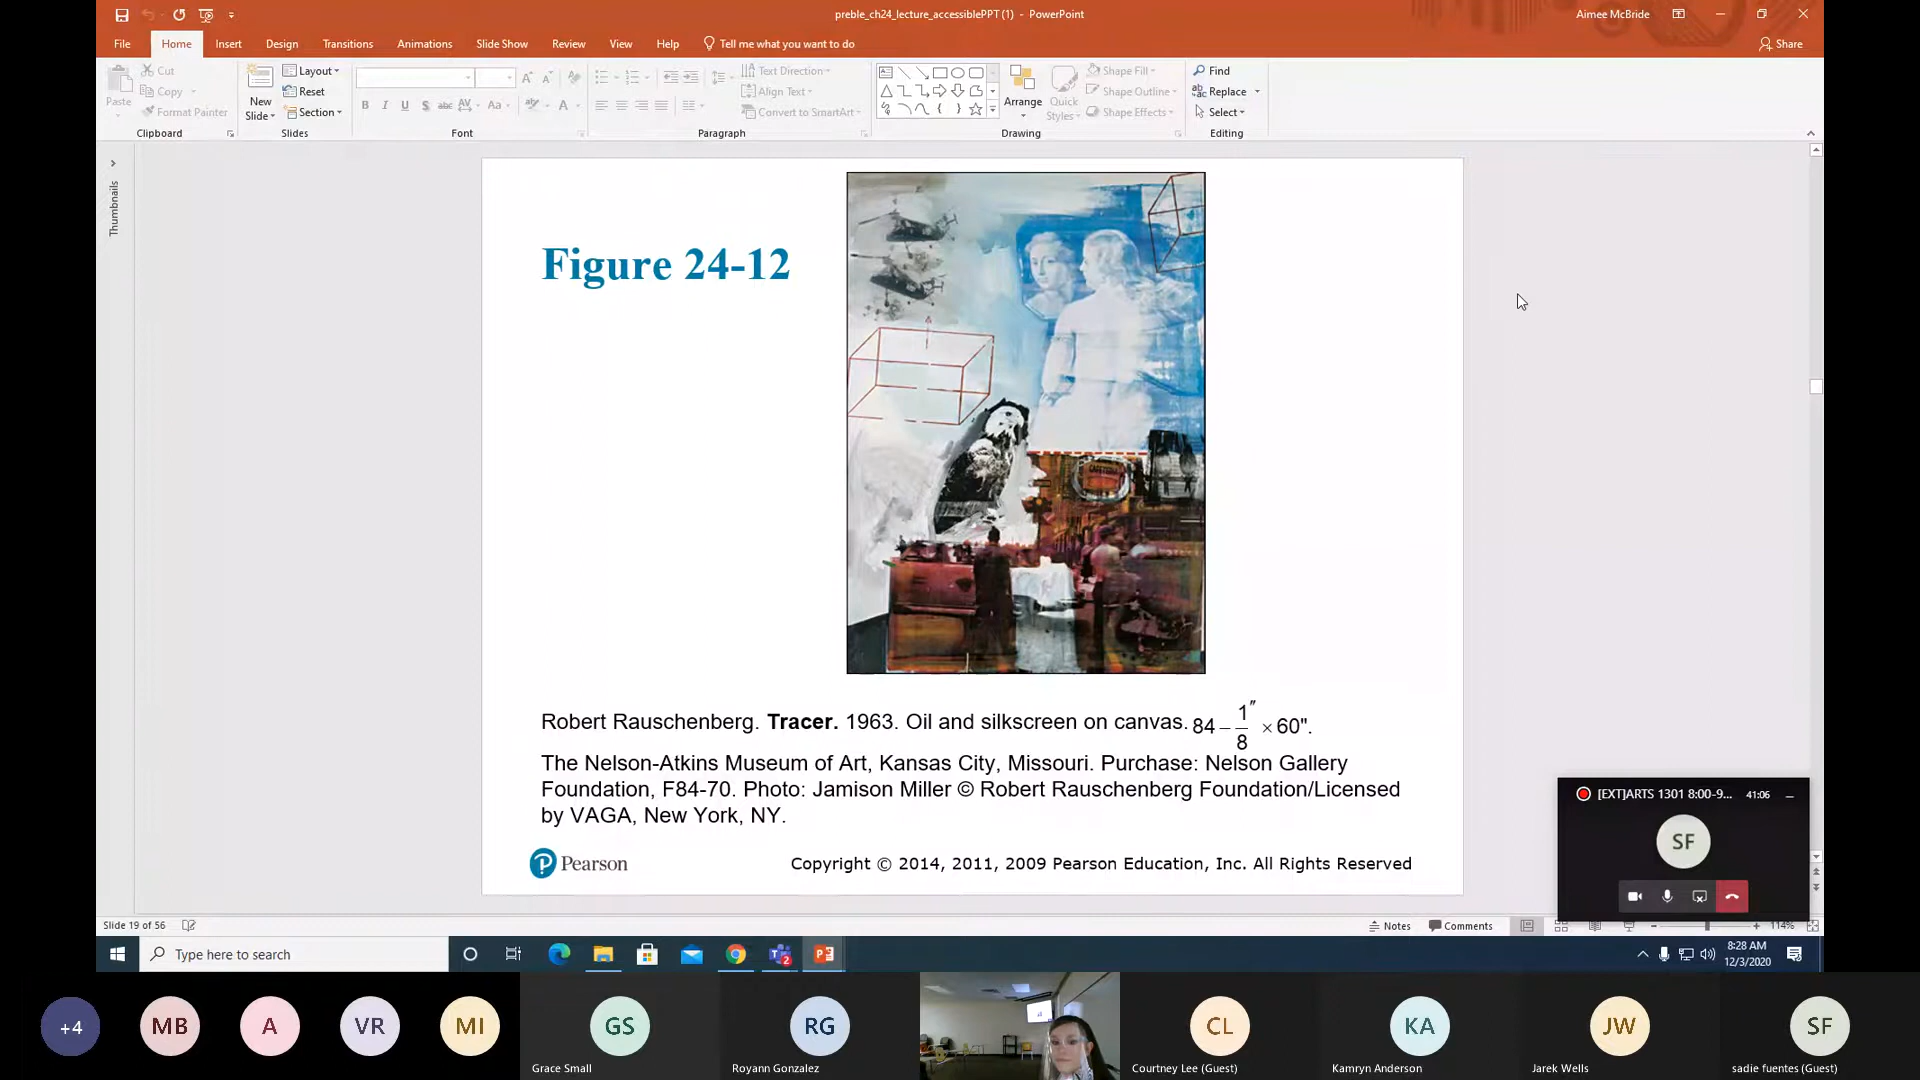 preble_ch24_lecture_accessiblePPT (1) - PowerPoint
Aimee McBride
File Home Insert Design Transitions Animations Slide Show Review View Help Tell me what you want to do
Share
Paste
Cut
Copy
Format Painter
Clipboard
New
Slide
Layout
Reset
Section
Slides
B I U S abc AV Aa A
Font
Text Direction
Align Text
Convert to SmartArt
Paragraph
Arrange
Quick
Styles
Shape Fill
Shape Outline
Shape Effects
Drawing
Find
Replace
Select
Editing
Thumbnails
Figure 24-12
Robert Rauschenberg. Tracer. 1963. Oil and silkscreen on canvas. 84 – 1/8" × 60".
The Nelson-Atkins Museum of Art, Kansas City, Missouri. Purchase: Nelson Gallery
Foundation, F84-70. Photo: Jamison Miller © Robert Rauschenberg Foundation/Licensed
by VAGA, New York, NY.
Pearson
Copyright © 2014, 2011, 2009 Pearson Education, Inc. All Rights Reserved
[EXT]ARTS 1301 8:00-9... 41:06
SF
Slide 19 of 56
Notes Comments
114%
Type here to search
8:28 AM
12/3/2020
+4 MB A VR MI GS RG CL KA JW SF
Grace Small Royann Gonzalez Courtney Lee (Guest) Kamryn Anderson Jarek Wells sadie fuentes (Guest)